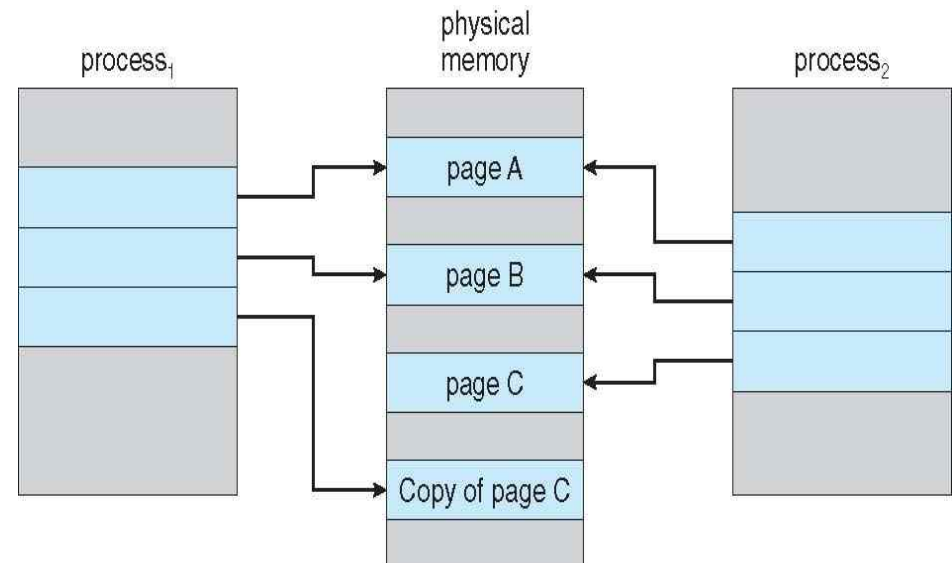 process₁
physical
memory
process₂
page A
page B
page C
Copy of page C